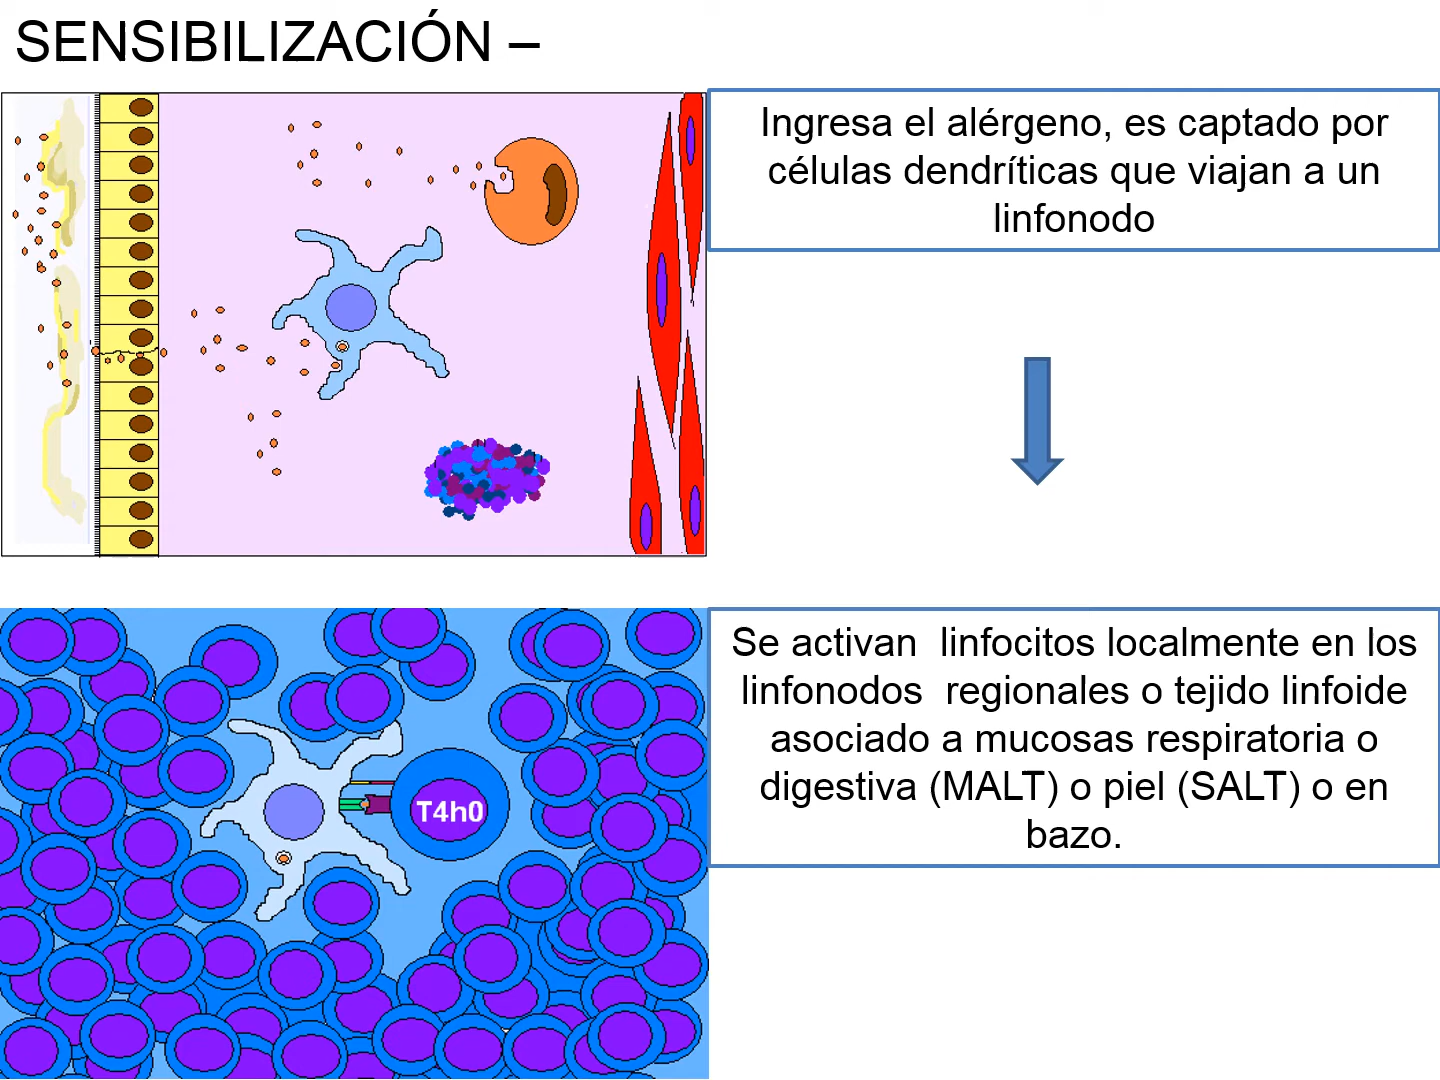 SENSIBILIZACIÓN –
Ingresa el alérgeno, es captado por
células dendríticas que viajan a un
linfonodo
Se activan  linfocitos localmente en los
linfonodos  regionales o tejido linfoide
asociado a mucosas respiratoria o
digestiva (MALT) o piel (SALT) o en
bazo.
T4h0